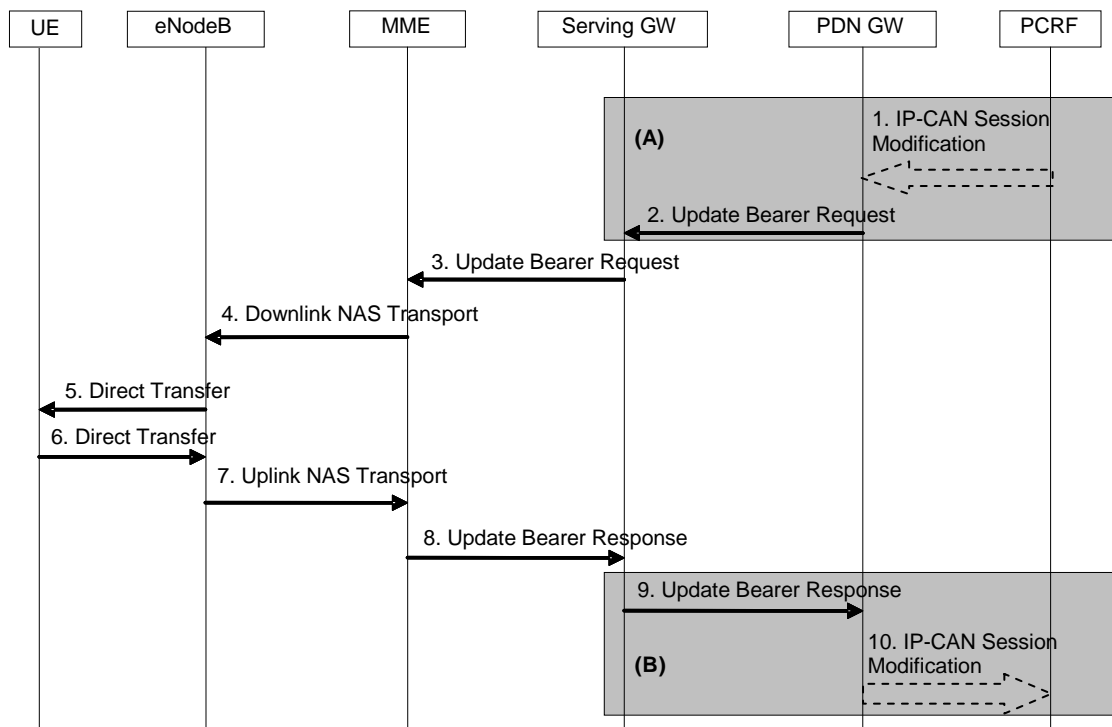 UE
eNodeB
MME
Serving GW
PDN GW
PCRF
(A)
1. IP-CAN Session
Modification
2. Update Bearer Request
3. Update Bearer Request
4. Downlink NAS Transport
5. Direct Transfer
6. Direct Transfer
7. Uplink NAS Transport
8. Update Bearer Response
9. Update Bearer Response
(B)
10. IP-CAN Session
Modification